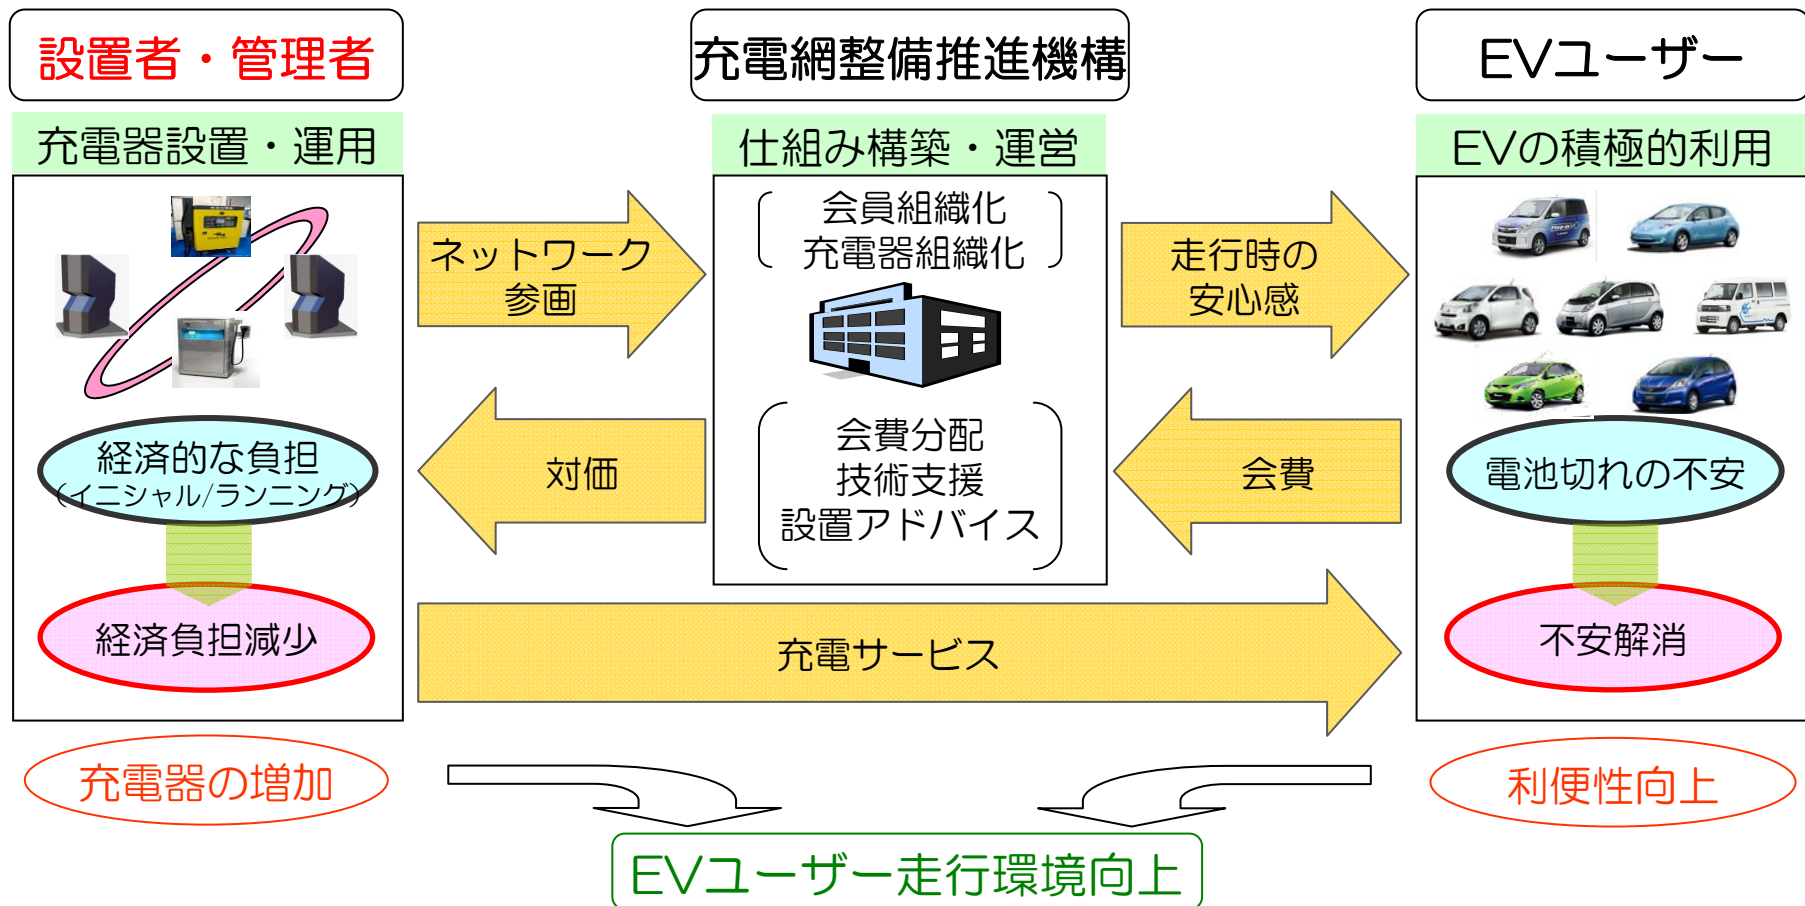 設置者・管理者
充電網整備推進機構
EVユーザー
充電器設置・運用
仕組み構築・運営
EVの積極的利用
ネットワーク
参画
会員組織化
充電器組織化
走行時の
安心感
経済的な負担
(イニシャル/ランニング)
対価
会費分配
技術支援
設置アドバイス
会費
電池切れの不安
経済負担減少
充電サービス
不安解消
充電器の増加
利便性向上
EVユーザー走行環境向上